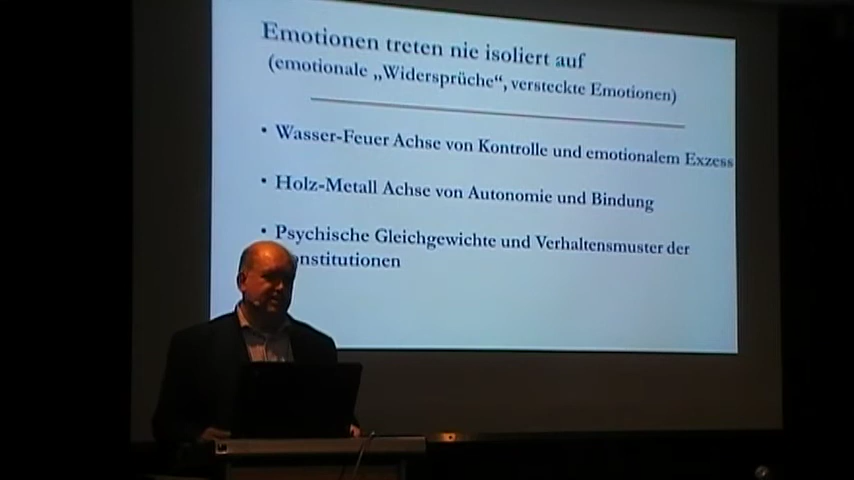 Emotionen treten nie isoliert auf
(emotionale „Widersprüche“, versteckte Emotionen)
• Wasser-Feuer Achse von Kontrolle und emotionalem Exzess
• Holz-Metall Achse von Autonomie und Bindung
• Psychische Gleichgewichte und Verhaltensmuster der
onstitutionen